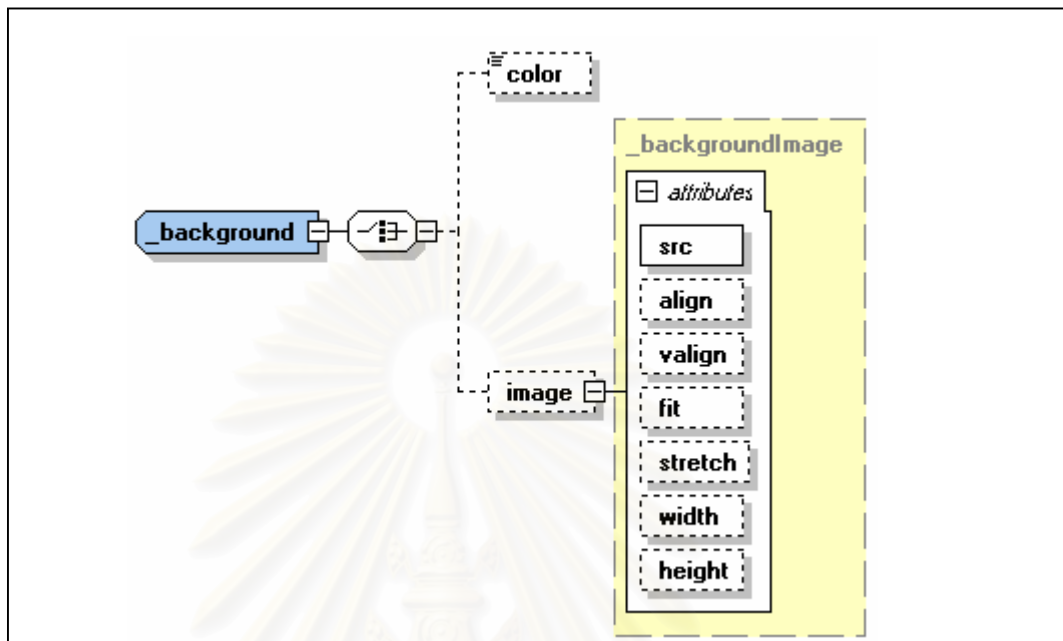 color
_backgroundImage
attributes
_background
src
align
valign
image
fit
stretch
width
height